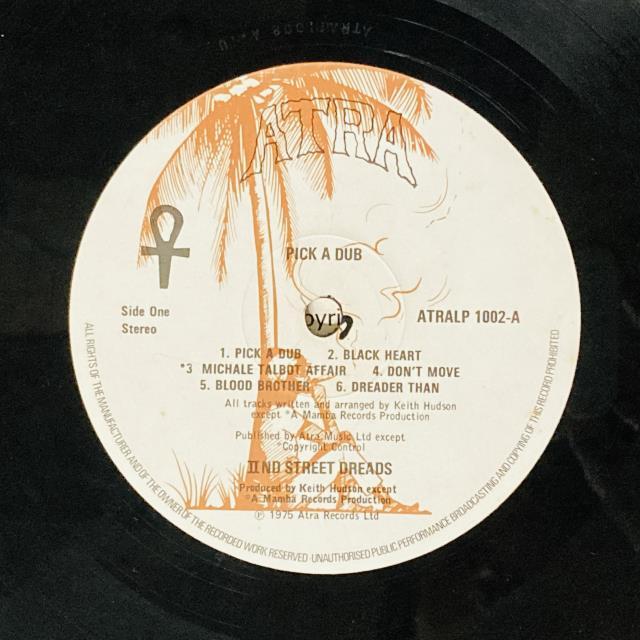 ATRA
PICK A DUB
Side One
Stereo
ATRALP 1002-A
1. PICK A DUB 2. BLACK HEART
*3 MICHALE TALBOT AFFAIR 4. DON'T MOVE
5. BLOOD BROTHER 6. DREADER THAN
All tracks written and arranged by Keith Hudson
except *A Mamba Records Production
Published by Atra Music Ltd except
*Copyright Control
II ND STREET DREADS
Produced by Keith Hudson except
*A Mamba Records Production
℗ 1975 Atra Records Ltd
ALL RIGHTS OF THE MANUFACTURER AND OF THE OWNER OF THE RECORDED WORK RESERVED · UNAUTHORISED PUBLIC PERFORMANCE BROADCASTING AND COPYING OF THIS RECORD PROHIBITED